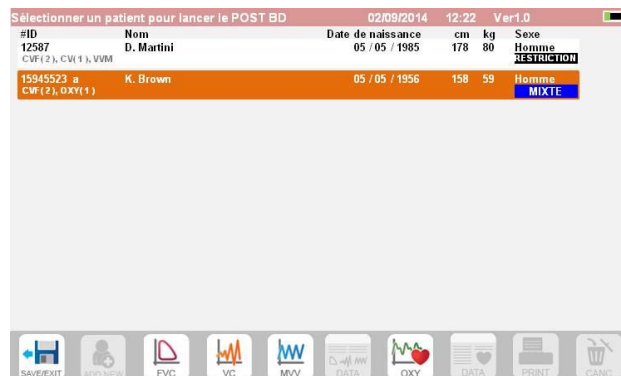 Sélectionner un patient pour lancer le POST BD 02/09/2014 12:22 Ver1.0
#ID Nom Date de naissance cm kg Sexe
12587 D. Martini 05 / 05 / 1985 178 80 Homme
CVF(2), CV(1), VVM RESTRICTION
15945523 a K. Brown 05 / 05 / 1956 158 59 Homme
CVF(2), OXY(1) MIXTE
SAVE/EXIT ADD NEW FVC VC MVV DATA OXY DATA PRINT CANC